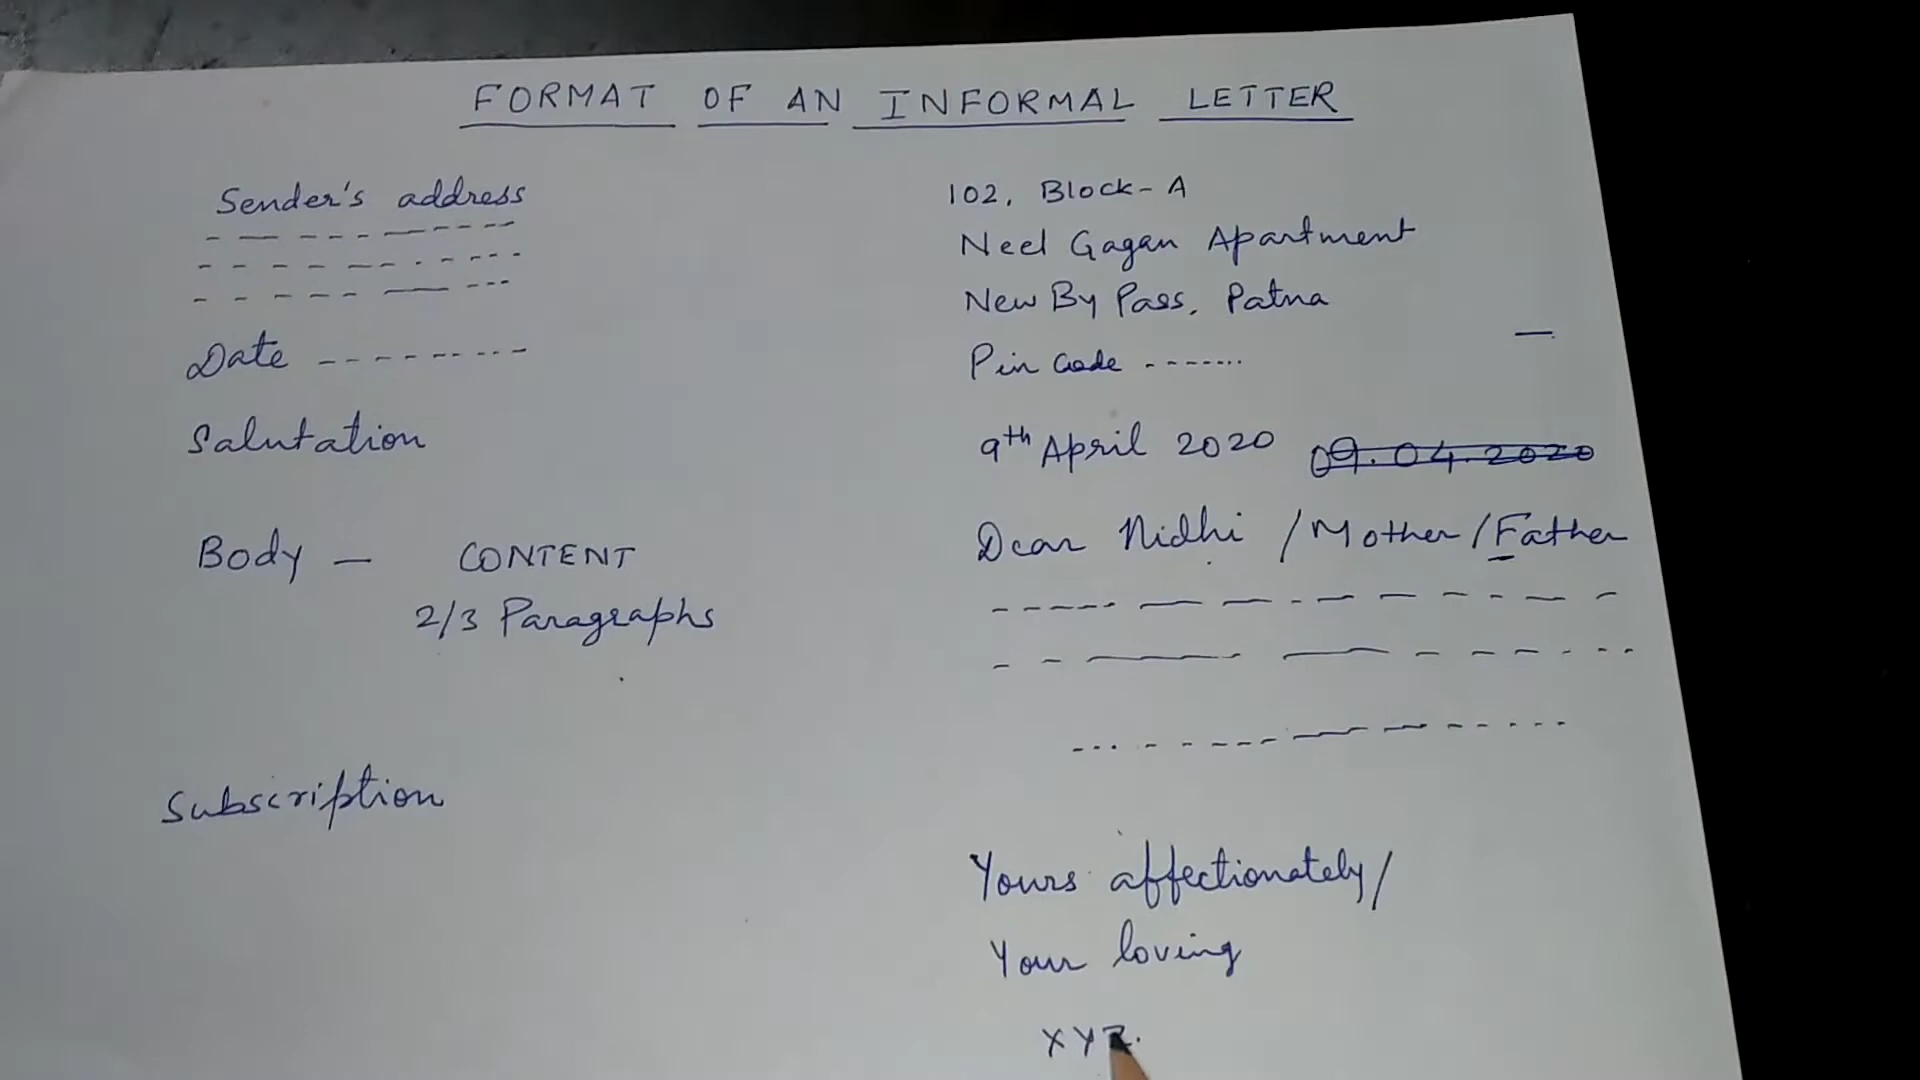 FORMAT OF AN INFORMAL LETTER
Sender's address
Date ----------
Salutation
Body — CONTENT
2/3 Paragraphs
Subscription
102, Block-A
Neel Gagan Apartment
New By Pass, Patna
Pin Code -------
9th April 2020 09.04.2020
Dear Nidhi / Mother / Father
Yours affectionately/
Your loving
XYZ.